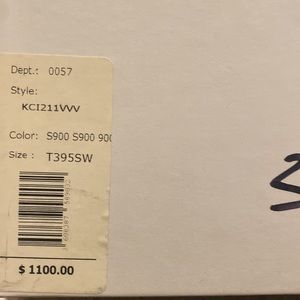 Dept.: 0057
Style:
KCI211VVV
Color: S900 S900 900
Size : T395SW
$ 1100.00